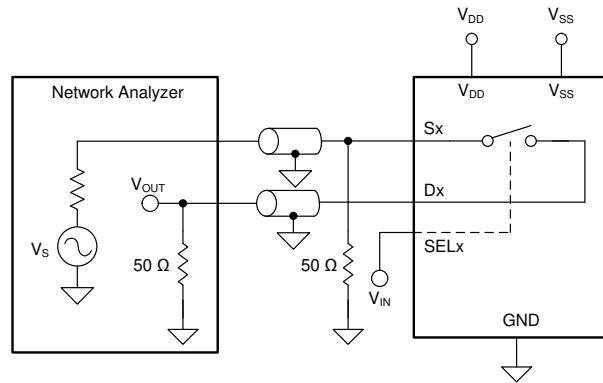 V_DD
V_SS
Network Analyzer
V_DD
V_SS
Sx
V_OUT
Dx
V_S
50 Ω
50 Ω
SELx
V_IN
GND